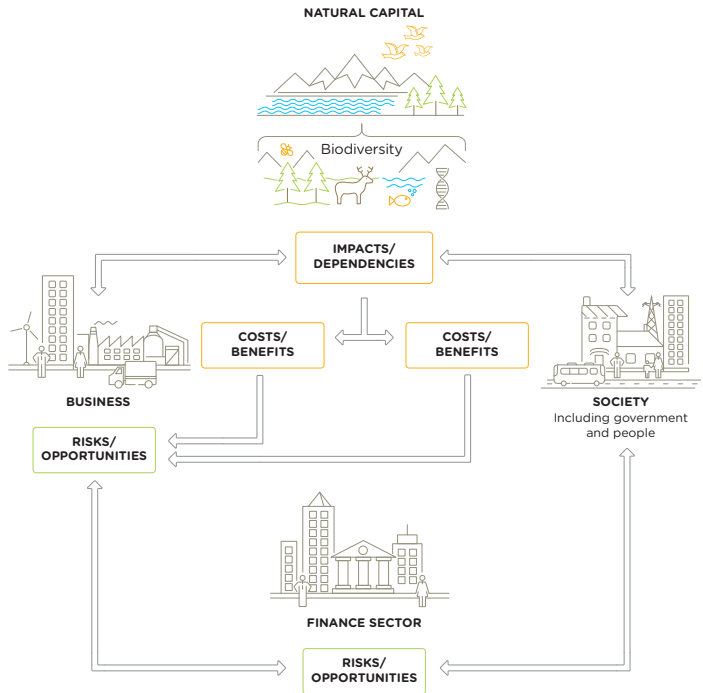 NATURAL CAPITAL
Biodiversity
IMPACTS/
DEPENDENCIES
COSTS/
BENEFITS
COSTS/
BENEFITS
BUSINESS
SOCIETY
Including government
and people
RISKS/
OPPORTUNITIES
FINANCE SECTOR
RISKS/
OPPORTUNITIES